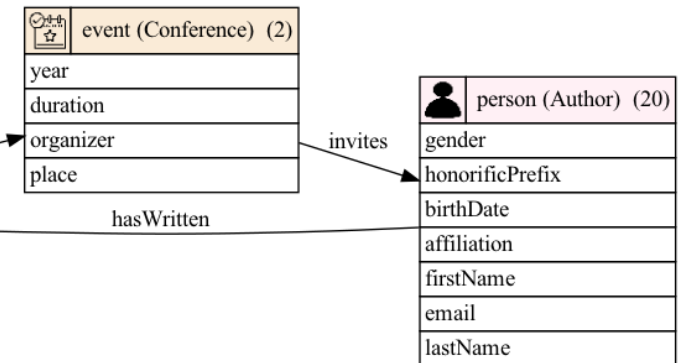 event (Conference) (2)
year
duration
organizer
place
invites
hasWritten
person (Author) (20)
gender
honorificPrefix
birthDate
affiliation
firstName
email
lastName